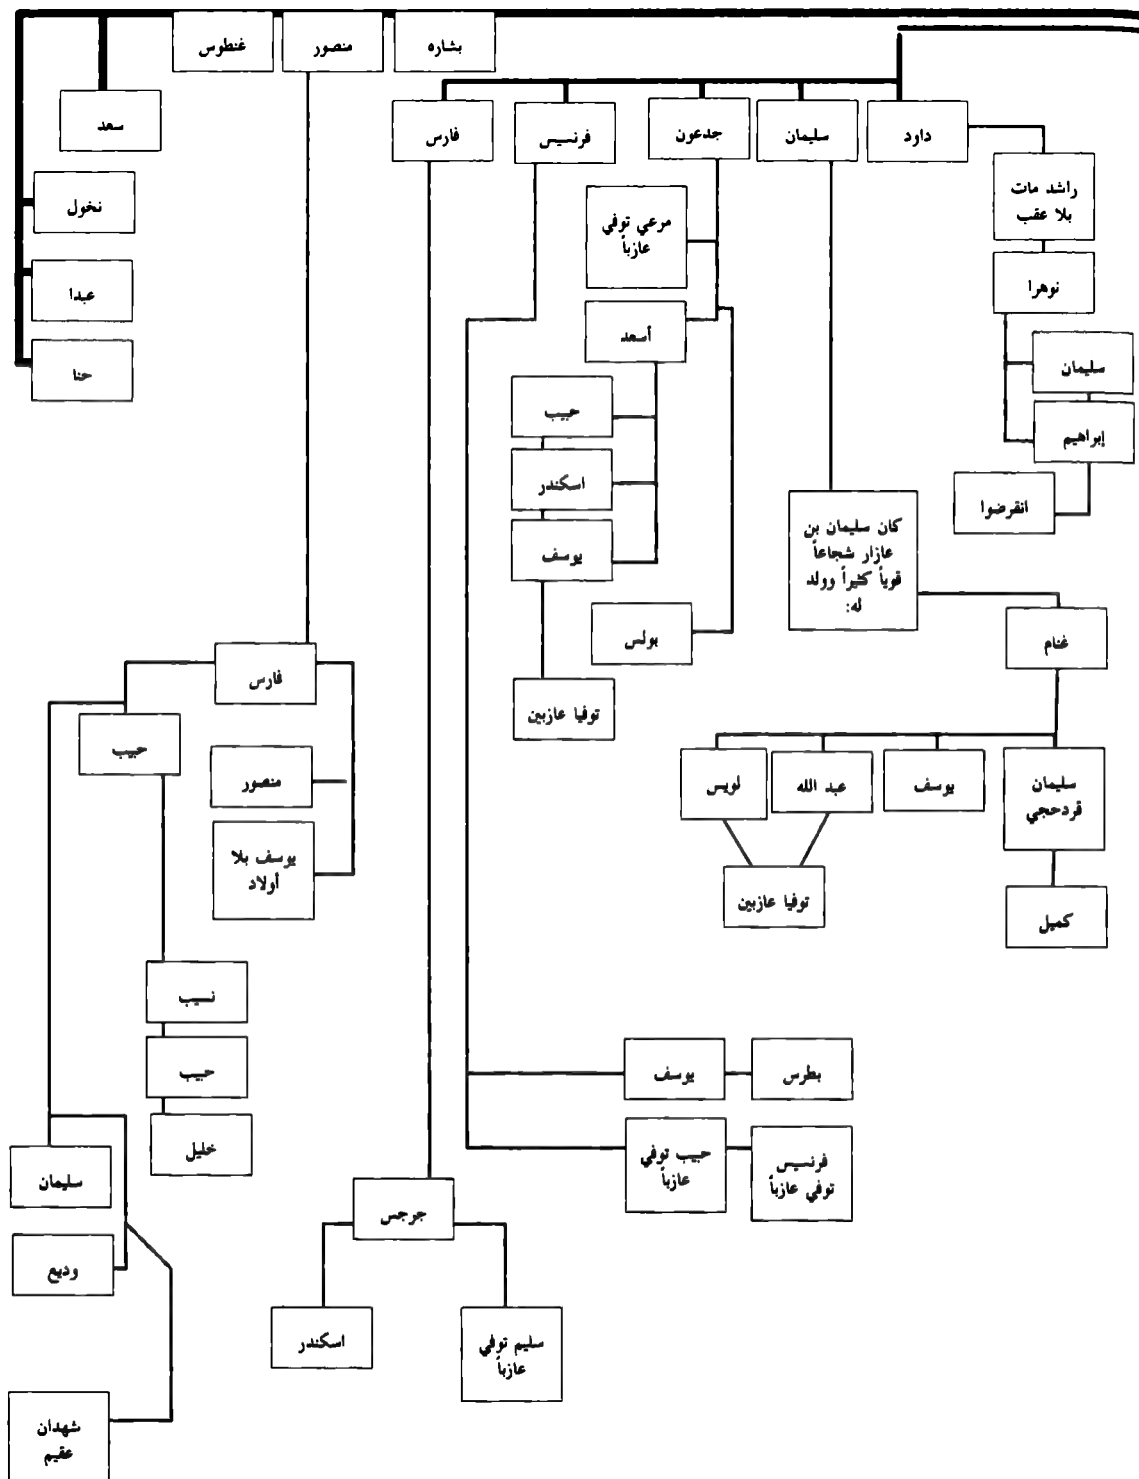 بشاره
منصور
غنطوس
سعد
نخول
عبدا
حنا
داود
سليمان
جدعون
فرنسيس
فارس
راشد مات
بلا عقب
نوهرا
سليمان
إبراهيم
انقرضوا
مرعي توفي
عازباً
أسعد
حبيب
اسكندر
يوسف
توفيا عازبين
بولس
كان سليمان بن
عازار شجاعاً
قوياً كثيراً وولد
له:
غنام
سليمان
قردحجي
يوسف
عبد الله
لويس
توفيا عازبين
كميل
فارس
حبيب
منصور
يوسف بلا
أولاد
نسيب
حبيب
خليل
سليمان
وديع
شهدان
عقيم
يوسف
بطرس
حبيب توفي
عازباً
فرنسيس
توفي عازباً
جرجس
اسكندر
سليم توفي
عازباً